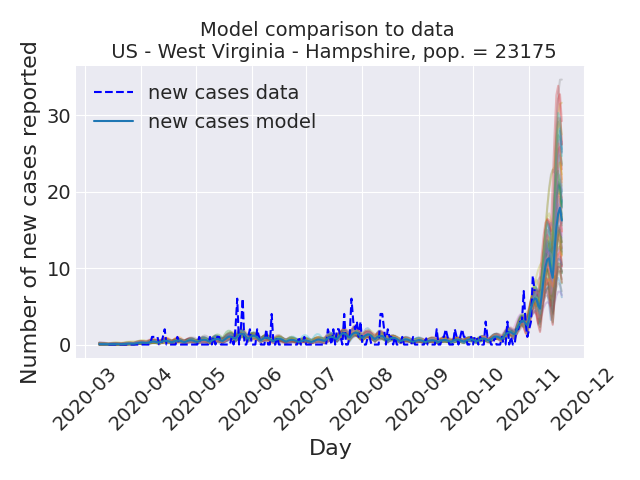 Model comparison to data
US - West Virginia - Hampshire, pop. = 23175
Number of new cases reported
30
20
10
0
new cases data
new cases model
2020-03
2020-04
2020-05
2020-06
2020-07
2020-08
2020-09
2020-10
2020-11
2020-12
Day